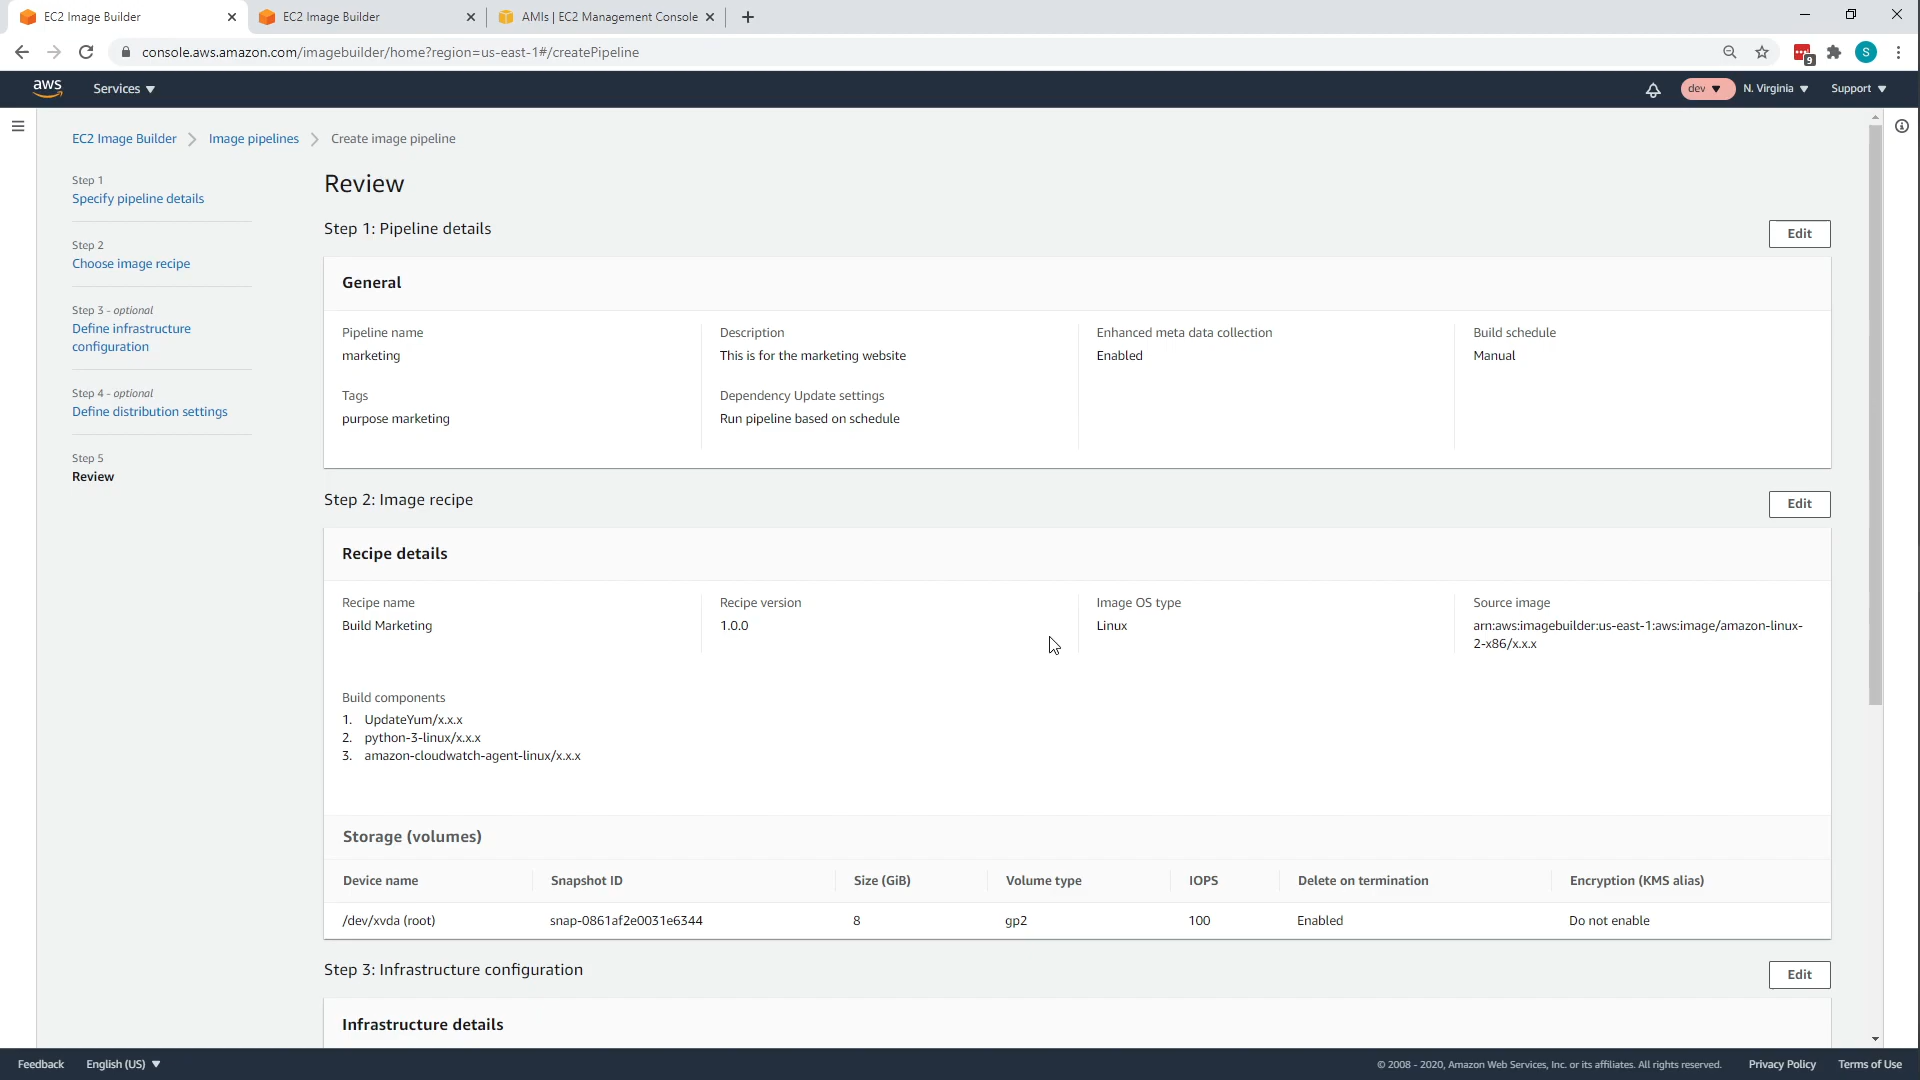 EC2 Image Builder
EC2 Image Builder
AMIs | EC2 Management Console
console.aws.amazon.com/imagebuilder/home?region=us-east-1#/createPipeline
9
S
aws
Services
dev
N. Virginia
Support
EC2 Image Builder
Image pipelines
Create image pipeline
Step 1
Specify pipeline details
Step 2
Choose image recipe
Step 3 - optional
Define infrastructure
configuration
Step 4 - optional
Define distribution settings
Step 5
Review
Review
Step 1: Pipeline details
Edit
General
Pipeline name
marketing
Description
This is for the marketing website
Enhanced meta data collection
Enabled
Build schedule
Manual
Tags
purpose marketing
Dependency Update settings
Run pipeline based on schedule
Step 2: Image recipe
Edit
Recipe details
Recipe name
Build Marketing
Recipe version
1.0.0
Image OS type
Linux
Source image
arn:aws:imagebuilder:us-east-1:aws:image/amazon-linux-
2-x86/x.x.x
Build components
1. UpdateYum/x.x.x
2. python-3-linux/x.x.x
3. amazon-cloudwatch-agent-linux/x.x.x
Storage (volumes)
Device name Snapshot ID Size (GiB) Volume type IOPS Delete on termination Encryption (KMS alias)
/dev/xvda (root) snap-0861af2e0031e6344 8 gp2 100 Enabled Do not enable
Step 3: Infrastructure configuration
Edit
Infrastructure details
Feedback
English (US)
© 2008 - 2020, Amazon Web Services, Inc. or its affiliates. All rights reserved.
Privacy Policy
Terms of Use